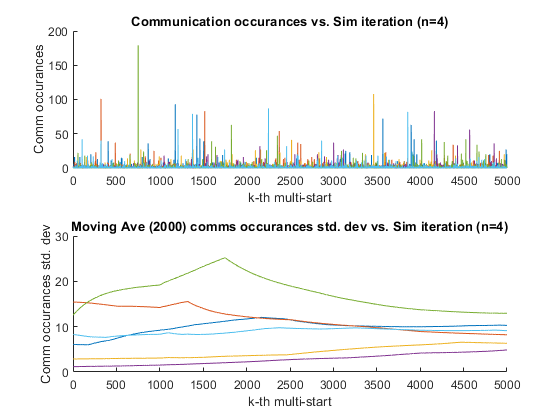 Communication occurances vs. Sim iteration (n=4)
200
150
100
50
0
Comm occurances
0 500 1000 1500 2000 2500 3000 3500 4000 4500 5000
k-th multi-start
Moving Ave (2000) comms occurances std. dev vs. Sim iteration (n=4)
30
20
10
0
Comm occurances std. dev
0 500 1000 1500 2000 2500 3000 3500 4000 4500 5000
k-th multi-start